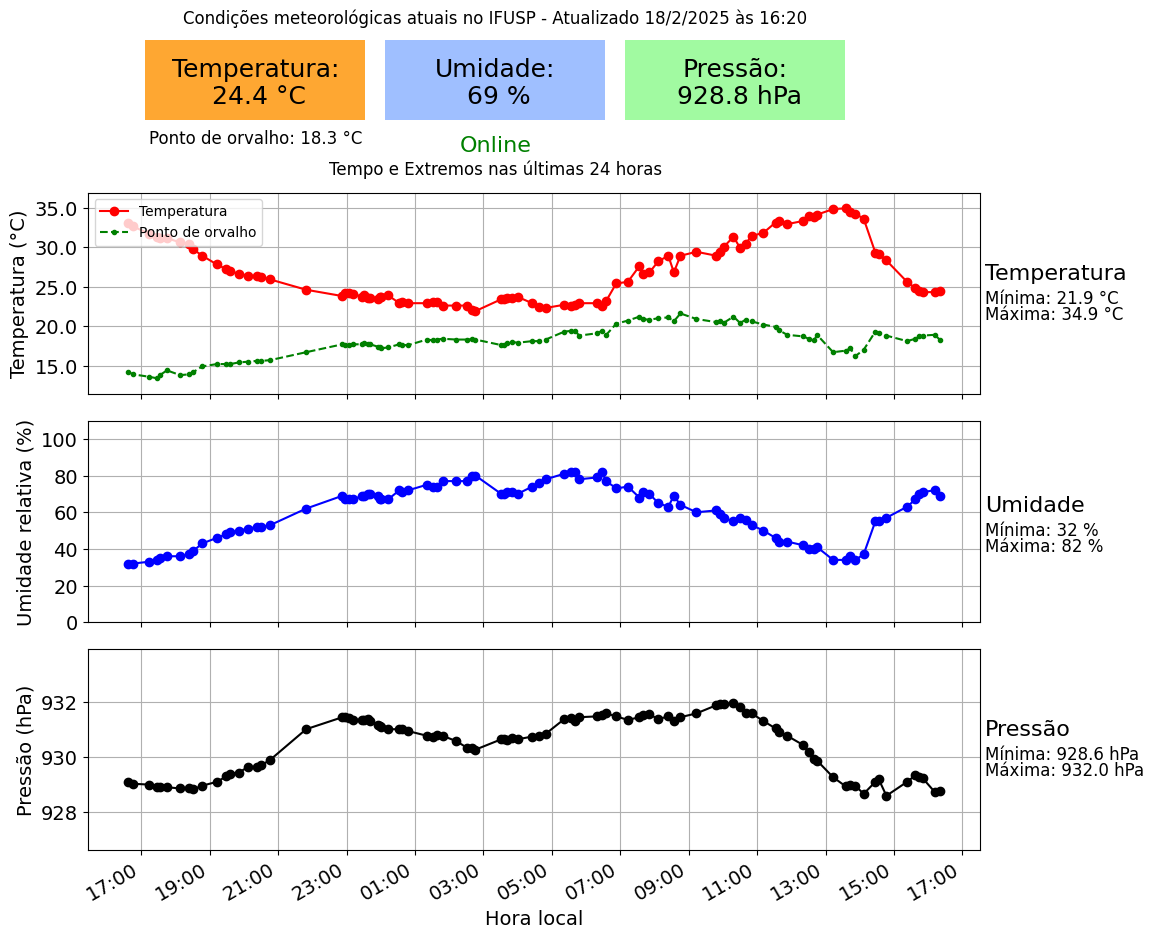 Condições meteorológicas atuais no IFUSP - Atualizado 18/2/2025 às 16:20
Temperatura:
24.4 °C
Umidade:
69 %
Pressão:
928.8 hPa
Ponto de orvalho: 18.3 °C
Online
Tempo e Extremos nas últimas 24 horas
Temperatura (°C)
35.0
30.0
25.0
20.0
15.0
Temperatura
Ponto de orvalho
Temperatura
Mínima: 21.9 °C
Máxima: 34.9 °C
Umidade relativa (%)
100
80
60
40
20
0
Umidade
Mínima: 32 %
Máxima: 82 %
Pressão (hPa)
932
930
928
Pressão
Mínima: 928.6 hPa
Máxima: 932.0 hPa
17:00 19:00 21:00 23:00 01:00 03:00 05:00 07:00 09:00 11:00 13:00 15:00 17:00
Hora local